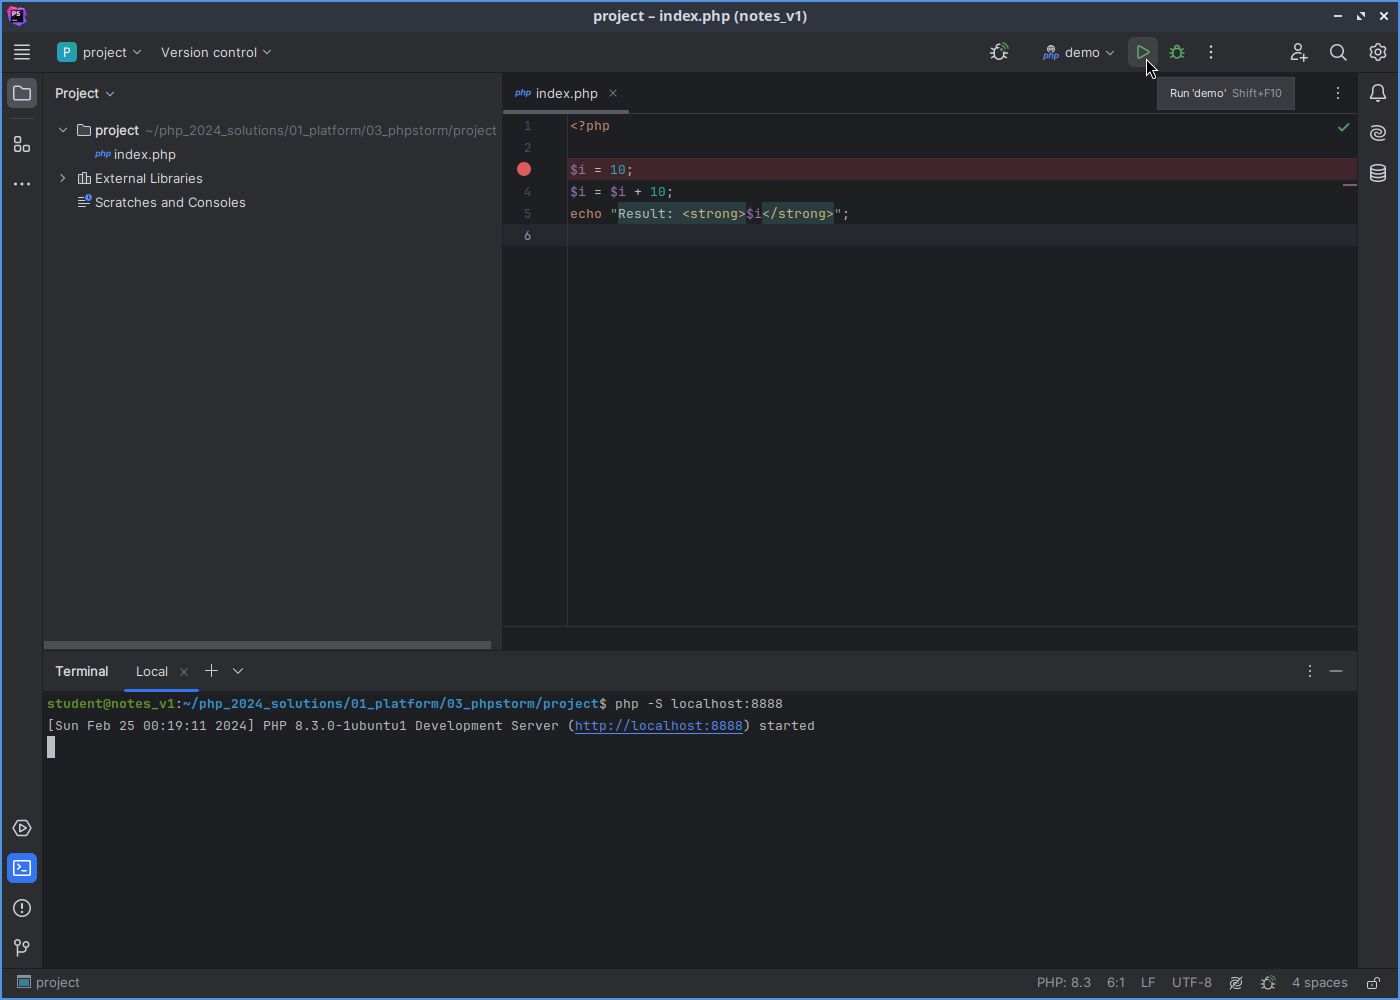 project – index.php (notes_v1)
P project Version control
php demo
Run 'demo' Shift+F10
Project
php index.php
project ~/php_2024_solutions/01_platform/03_phpstorm/project
php index.php
External Libraries
Scratches and Consoles
1 <?php
2
$i = 10;
4 $i = $i + 10;
5 echo "Result: <strong>$i</strong>";
6
Terminal Local
student@notes_v1:~/php_2024_solutions/01_platform/03_phpstorm/project$ php -S localhost:8888
[Sun Feb 25 00:19:11 2024] PHP 8.3.0-1ubuntu1 Development Server (http://localhost:8888) started
project PHP: 8.3 6:1 LF UTF-8 4 spaces